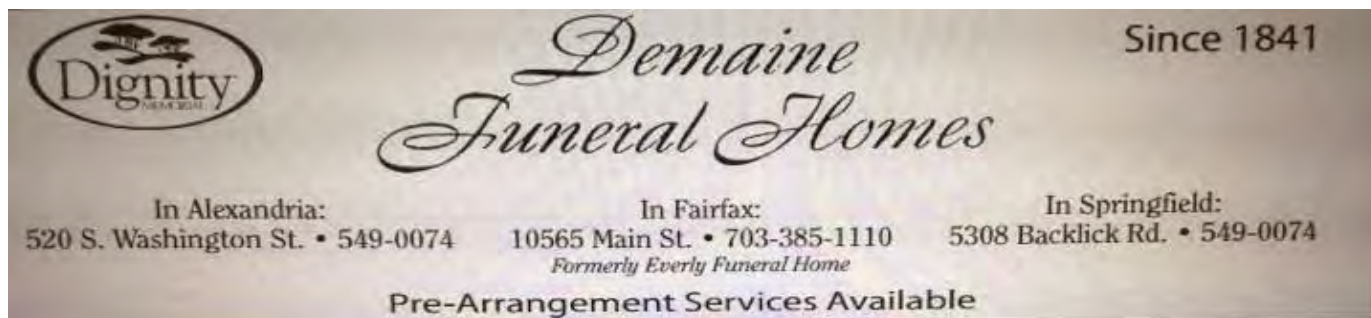 Dignity
MEMORIAL
Demaine
Funeral Homes
Since 1841
In Alexandria:
520 S. Washington St. • 549-0074
In Fairfax:
10565 Main St. • 703-385-1110
Formerly Everly Funeral Home
In Springfield:
5308 Backlick Rd. • 549-0074
Pre-Arrangement Services Available